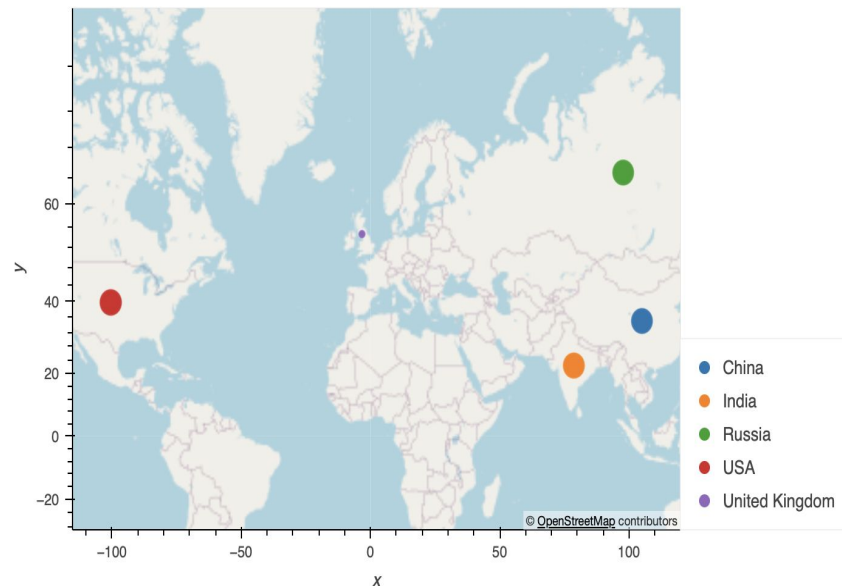 60
40
20
0
−20
y
−100
−50
0
50
100
x
© OpenStreetMap contributors
China
India
Russia
USA
United Kingdom